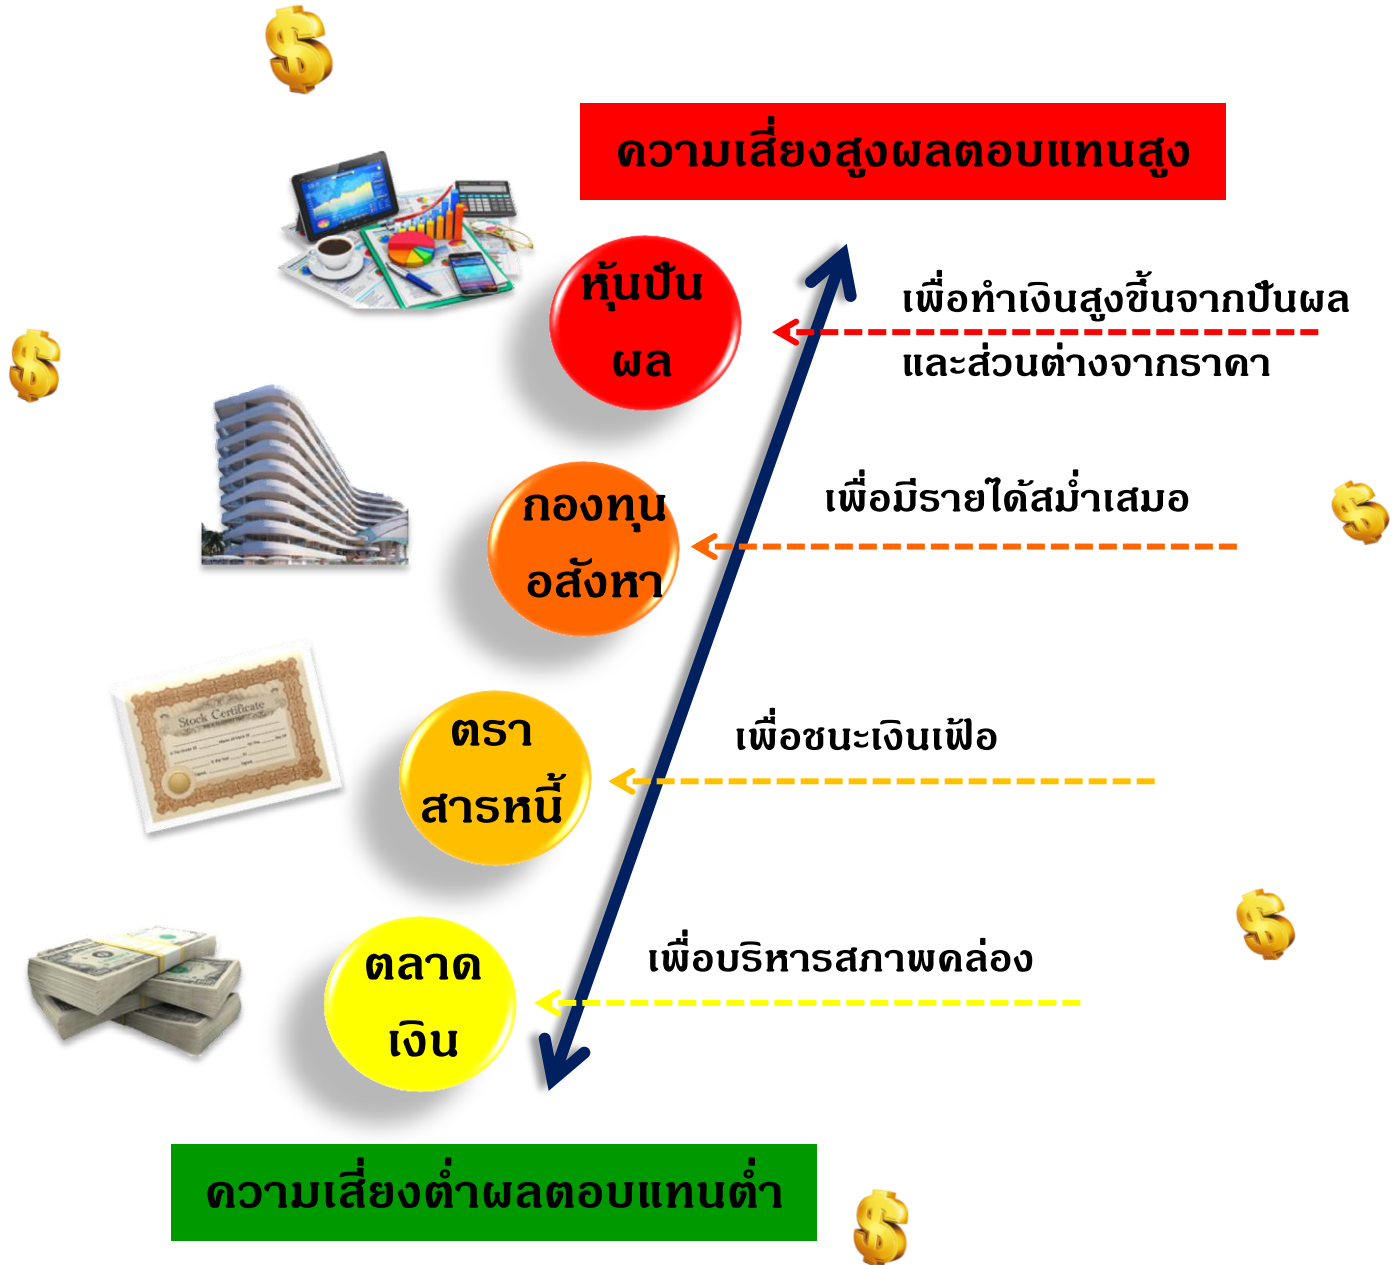 ความเสี่ยงสูงผลตอบแทนสูง
หุ้นปัน
ผล
เพื่อทำเงินสูงขึ้นจากปันผล
และส่วนต่างจากราคา
กองทุน
อสังหา
เพื่อมีรายได้สม่ำเสมอ
Stock Certificate
ตรา
สารหนี้
เพื่อชนะเงินเฟ้อ
ตลาด
เงิน
เพื่อบริหารสภาพคล่อง
ความเสี่ยงต่ำผลตอบแทนต่ำ